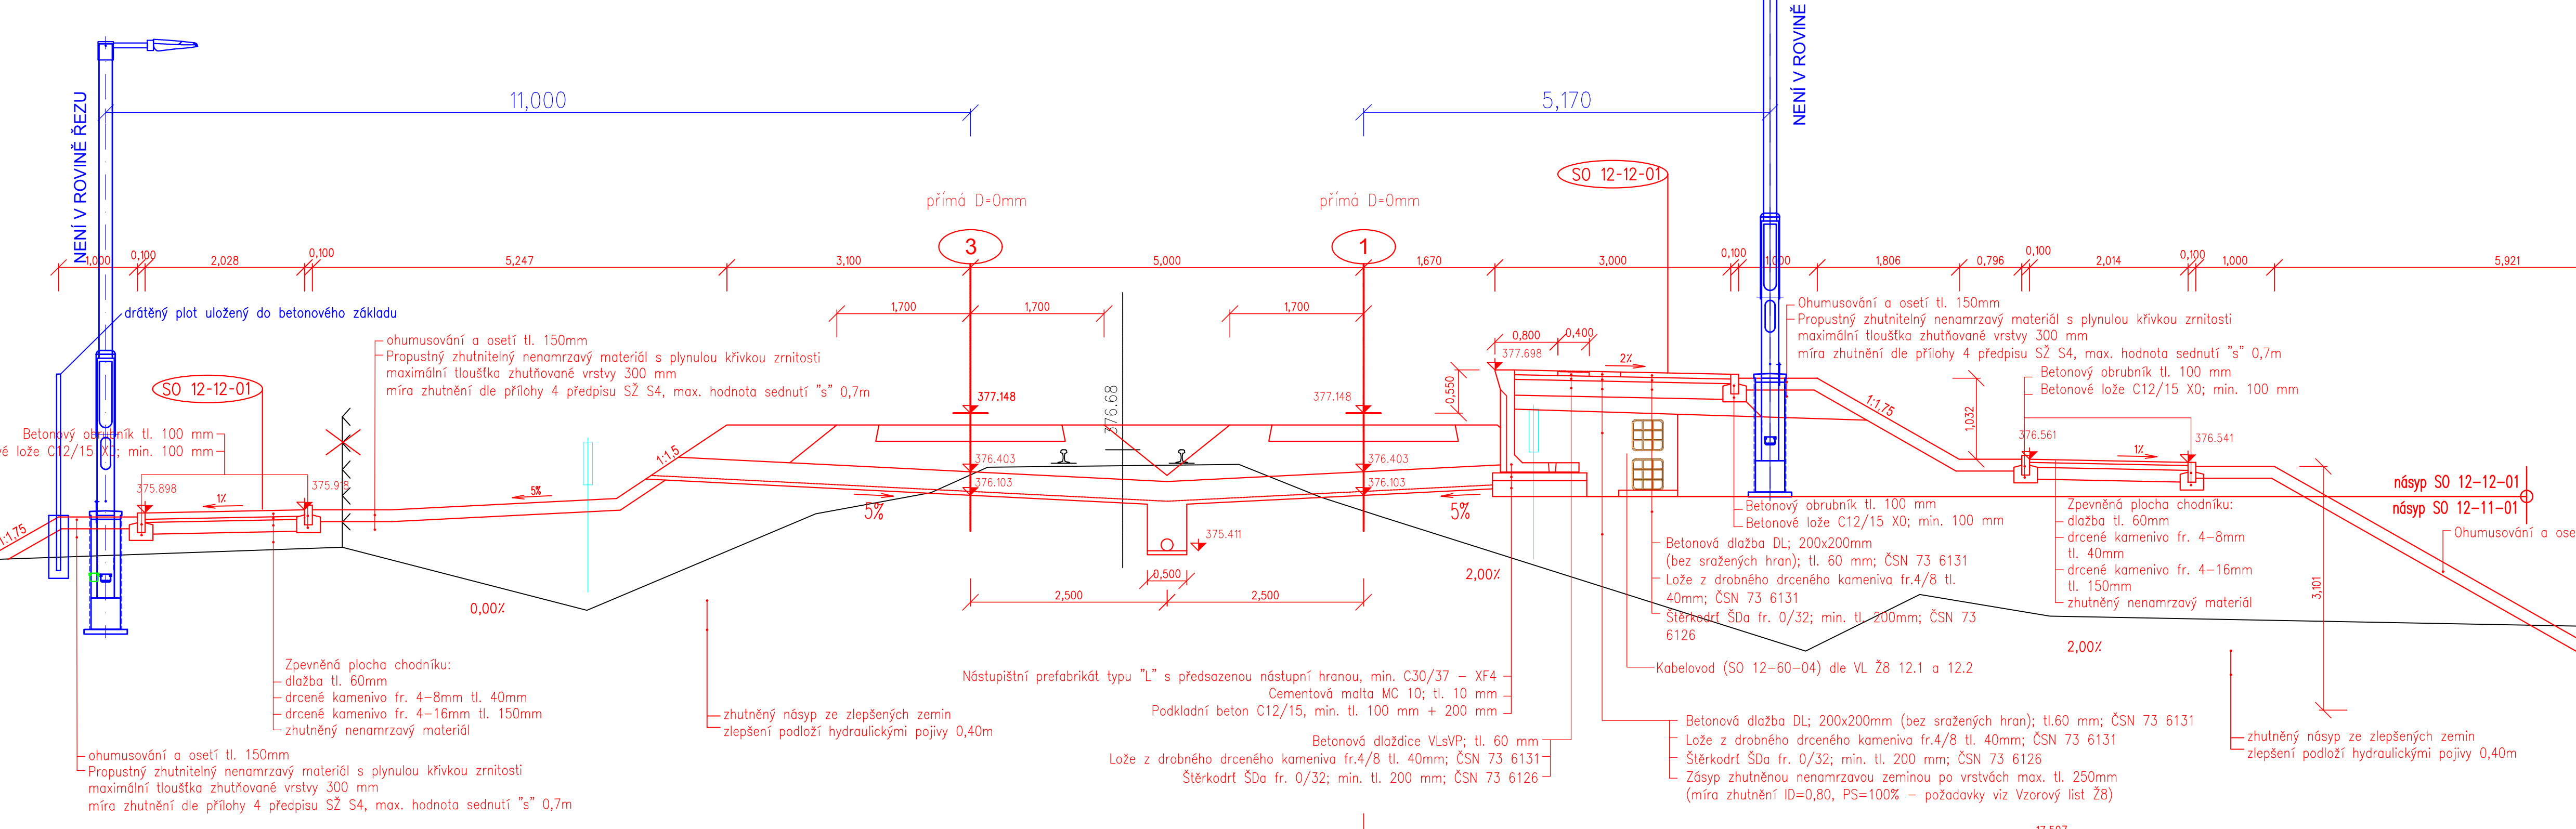 NENÍ V ROVINĚ ŘEZU
NENÍ V ROVINĚ
11,000
5,170
SO 12-12-01
přímá D=0mm
přímá D=0mm
3
1
1,000
0,100
2,028
0,100
5,247
3,100
5,000
1,670
3,000
0,100
1,000
1,806
0,796
0,100
2,014
0,100
1,000
5,921
1,700
1,700
1,700
drátěný plot uložený do betonového základu
ohumusování a osetí tl. 150mm
Propustný zhutnitelný nenamrzavý materiál s plynulou křivkou zrnitosti
maximální tloušťka zhutňované vrstvy 300 mm
míra zhutnění dle přílohy 4 předpisu SŽ S4, max. hodnota sednutí "s" 0,7m
SO 12-12-01
Betonový obrubník tl. 100 mm
vé lože C12/15 X0; min. 100 mm
375.898
375.918
1%
5%
1:1,75
1:1,5
377.148
376.68
377.148
376.403
376.103
376.403
376.103
5%
5%
375.411
0,500
2,500
2,500
0,00%
2,00%
0,800
0,400
377.698
2%
0,550
Ohumusování a osetí tl. 150mm
Propustný zhutnitelný nenamrzavý materiál s plynulou křivkou zrnitosti
maximální tloušťka zhutňované vrstvy 300 mm
míra zhutnění dle přílohy 4 předpisu SŽ S4, max. hodnota sednutí "s" 0,7m
Betonový obrubník tl. 100 mm
Betonové lože C12/15 X0; min. 100 mm
1:1,75
1,032
376.561
376.541
1%
násyp SO 12-12-01
násyp SO 12-11-01
Betonový obrubník tl. 100 mm
Betonové lože C12/15 X0; min. 100 mm
Zpevněná plocha chodníku:
dlažba tl. 60mm
drcené kamenivo fr. 4-8mm
tl. 40mm
drcené kamenivo fr. 4-16mm
tl. 150mm
zhutněný nenamrzavý materiál
Ohumusování a ose
3,101
2,00%
Betonová dlažba DL; 200x200mm
(bez sražených hran); tl. 60 mm; ČSN 73 6131
Lože z drobného drceného kameniva fr.4/8 tl.
40mm; ČSN 73 6131
Štěrkodrť ŠDa fr. 0/32; min. tl. 200mm; ČSN 73
6126
Kabelovod (SO 12-60-04) dle VL Ž8 12.1 a 12.2
Zpevněná plocha chodníku:
dlažba tl. 60mm
drcené kamenivo fr. 4-8mm tl. 40mm
drcené kamenivo fr. 4-16mm tl. 150mm
zhutněný nenamrzavý materiál
ohumusování a osetí tl. 150mm
Propustný zhutnitelný nenamrzavý materiál s plynulou křivkou zrnitosti
maximální tloušťka zhutňované vrstvy 300 mm
míra zhutnění dle přílohy 4 předpisu SŽ S4, max. hodnota sednutí "s" 0,7m
zhutněný násyp ze zlepšených zemin
zlepšení podloží hydraulickými pojivy 0,40m
Nástupištní prefabrikát typu "L" s předsazenou nástupní hranou, min. C30/37 - XF4
Cementová malta MC 10; tl. 10 mm
Podkladní beton C12/15, min. tl. 100 mm + 200 mm
Betonová dlaždice VLsVP; tl. 60 mm
Lože z drobného drceného kameniva fr.4/8 tl. 40mm; ČSN 73 6131
Štěrkodrť ŠDa fr. 0/32; min. tl. 200 mm; ČSN 73 6126
Betonová dlažba DL; 200x200mm (bez sražených hran); tl.60 mm; ČSN 73 6131
Lože z drobného drceného kameniva fr.4/8 tl. 40mm; ČSN 73 6131
Štěrkodrť ŠDa fr. 0/32; min. tl. 200 mm; ČSN 73 6126
Zásyp zhutněnou nenamrzavou zeminou po vrstvách max. tl. 250mm
(míra zhutnění ID=0,80, PS=100% – požadavky viz Vzorový list Ž8)
zhutněný násyp ze zlepšených zemin
zlepšení podloží hydraulickými pojivy 0,40m